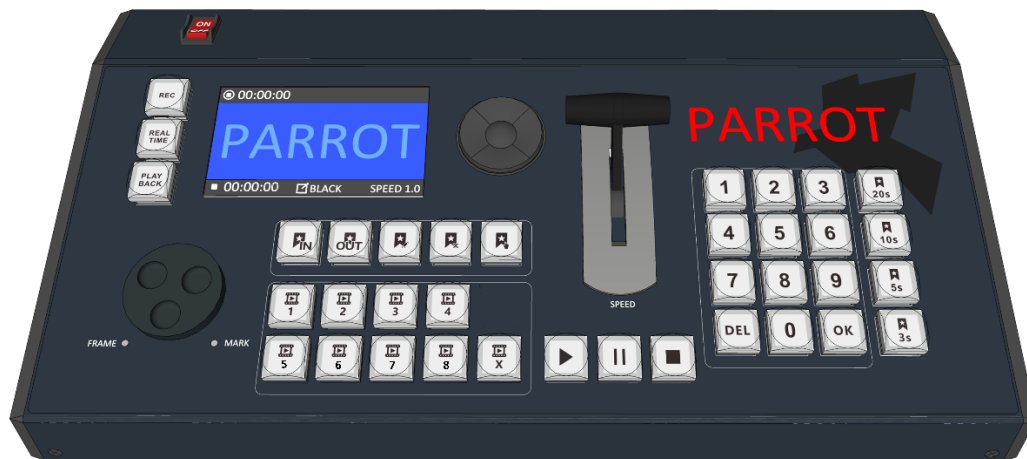 ON
OFF
REC
REAL
TIME
PLAY
BACK
00:00:00
PARROT
00:00:00 BLACK SPEED 1.0
PARROT
IN OUT
1 2 3 4
5 6 7 8 X
FRAME MARK
SPEED
1 2 3 20s
4 5 6 10s
7 8 9 5s
DEL 0 OK 3s